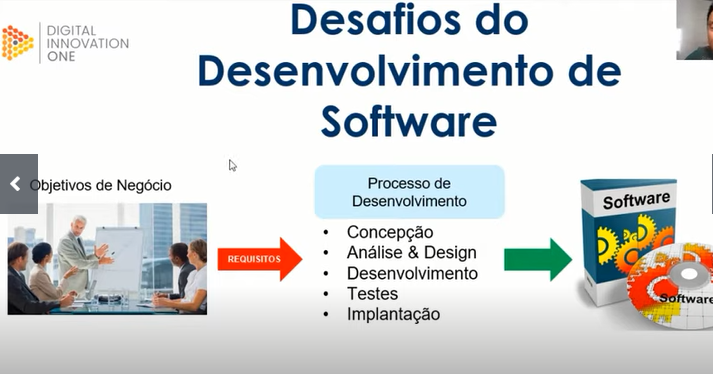 DIGITAL
INNOVATION
ONE
Desafios do
Desenvolvimento de
Software
Objetivos de Negócio
REQUISITOS
Processo de
Desenvolvimento
• Concepção
• Análise & Design
• Desenvolvimento
• Testes
• Implantação
Software
Software